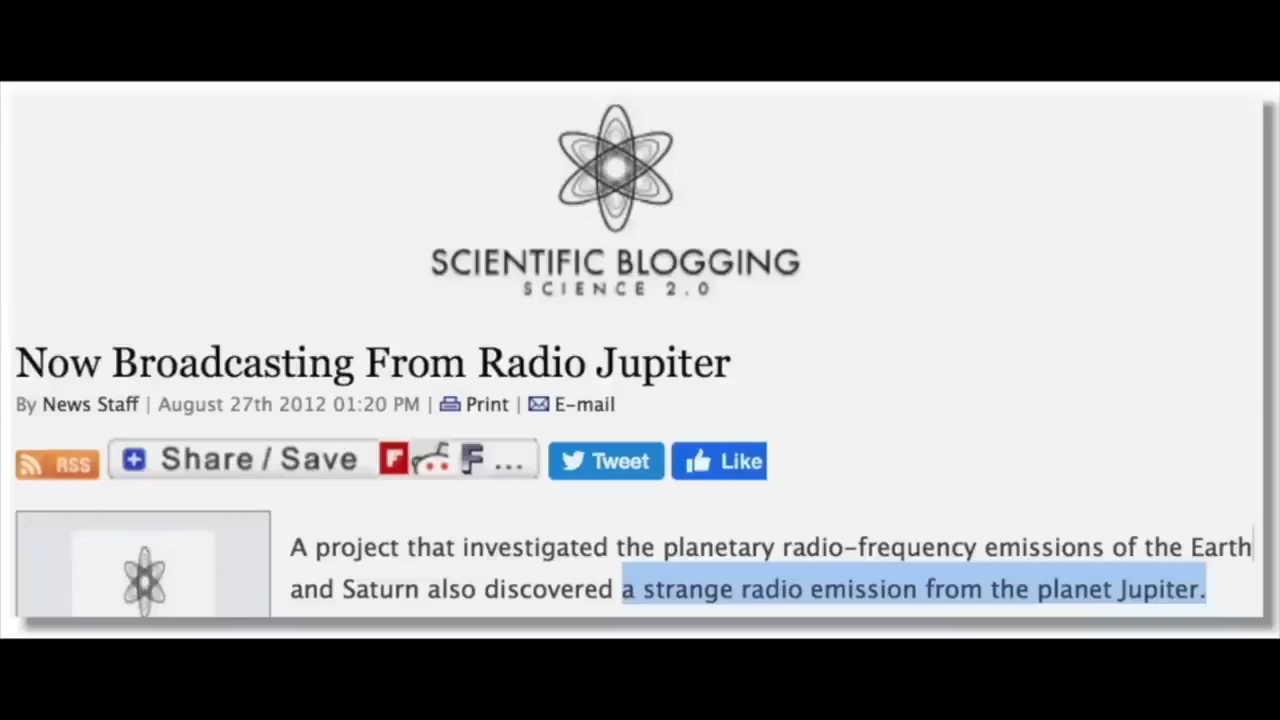 SCIENTIFIC BLOGGING
SCIENCE 2.0
Now Broadcasting From Radio Jupiter
By News Staff | August 27th 2012 01:20 PM | Print | E-mail
RSS Share / Save F F ... Tweet Like
A project that investigated the planetary radio-frequency emissions of the Earth
and Saturn also discovered a strange radio emission from the planet Jupiter.